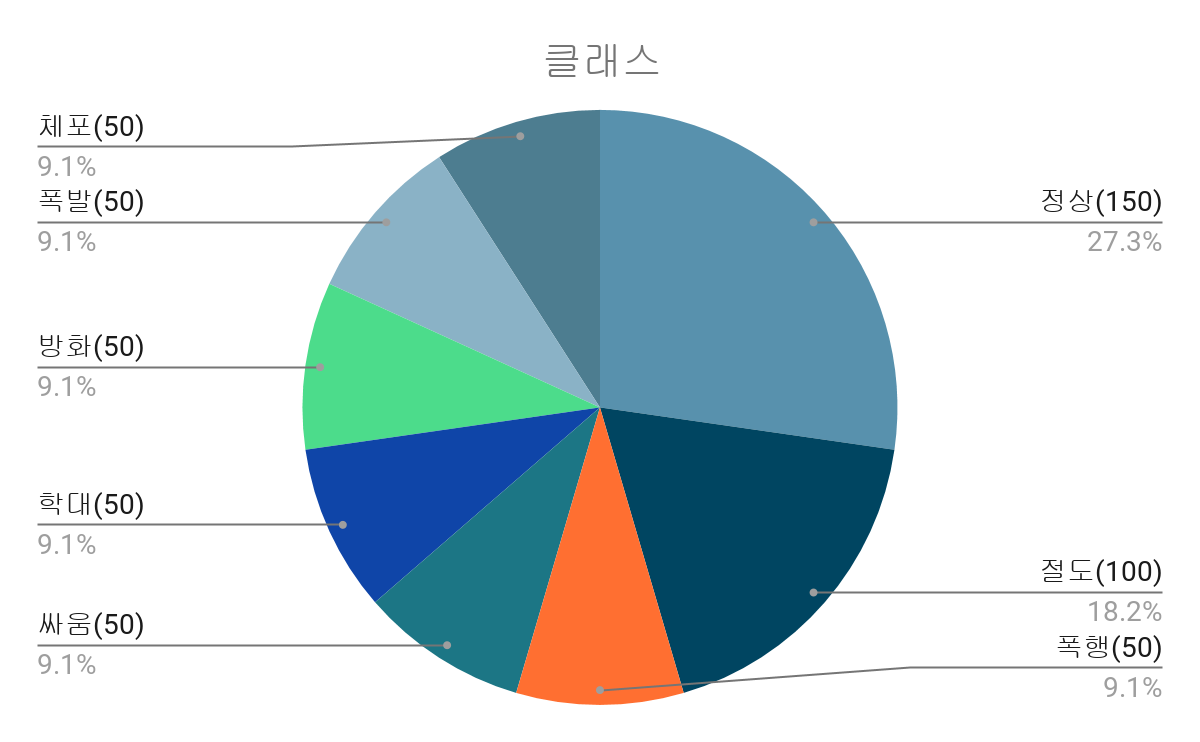 클래스
체포(50)
9.1%
폭발(50)
9.1%
방화(50)
9.1%
학대(50)
9.1%
싸움(50)
9.1%
정상(150)
27.3%
절도(100)
18.2%
폭행(50)
9.1%